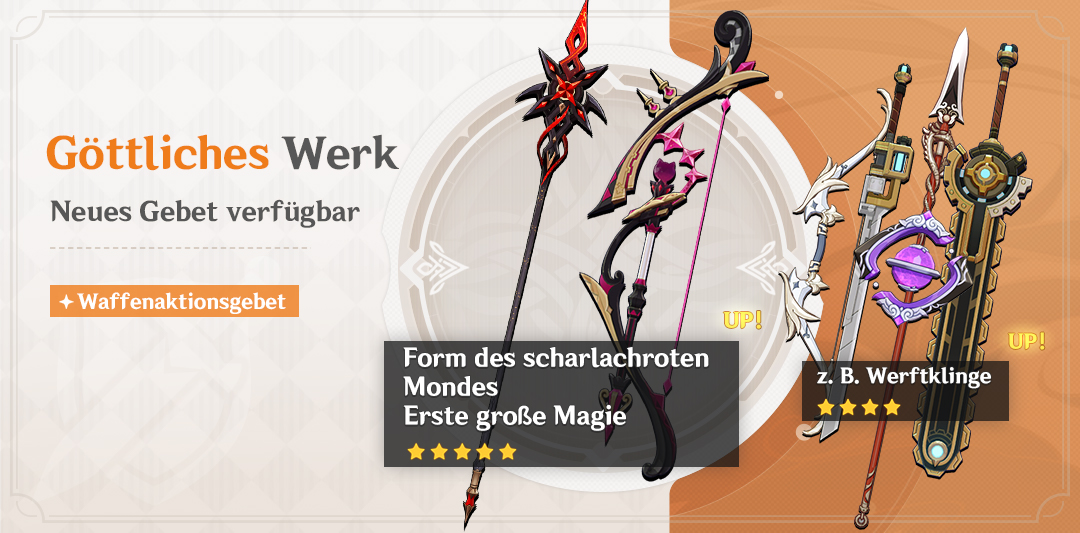 Göttliches Werk
Neues Gebet verfügbar
Waffenaktionsgebet
UP!
Form des scharlachroten
Mondes
Erste große Magie
UP!
z. B. Werftklinge